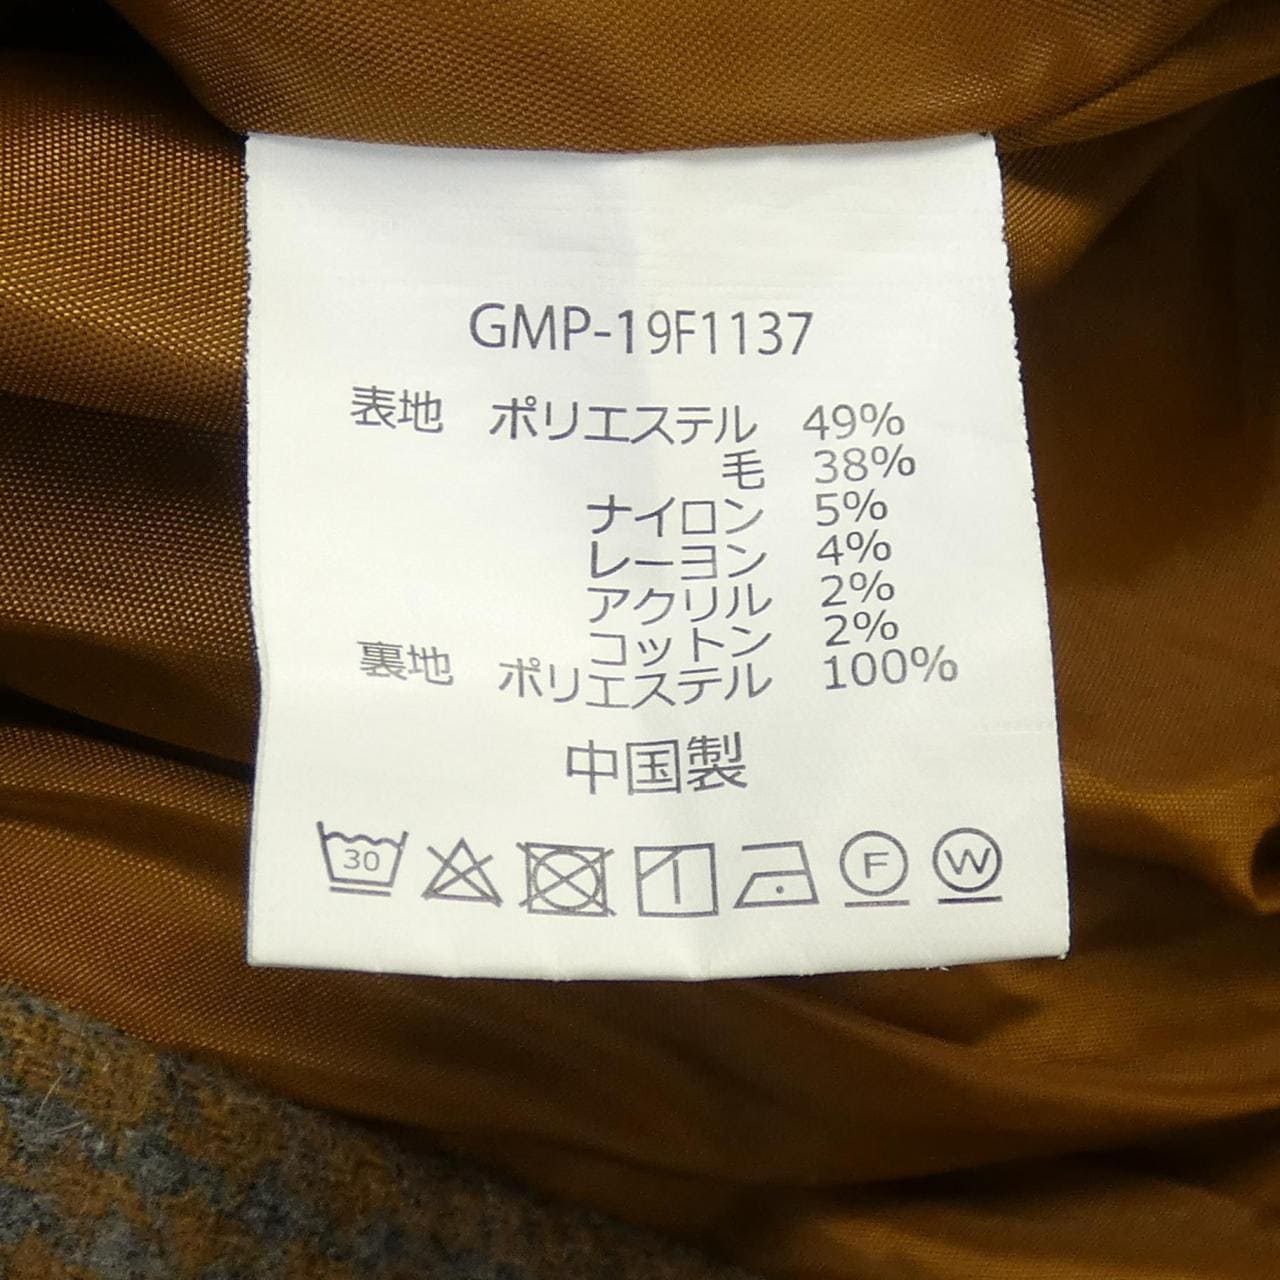 GMP-19F1137
表地 ポリエステル 49%
毛 38%
ナイロン 5%
レーヨン 4%
アクリル 2%
コットン 2%
裏地 ポリエステル 100%
中国製
30 F W